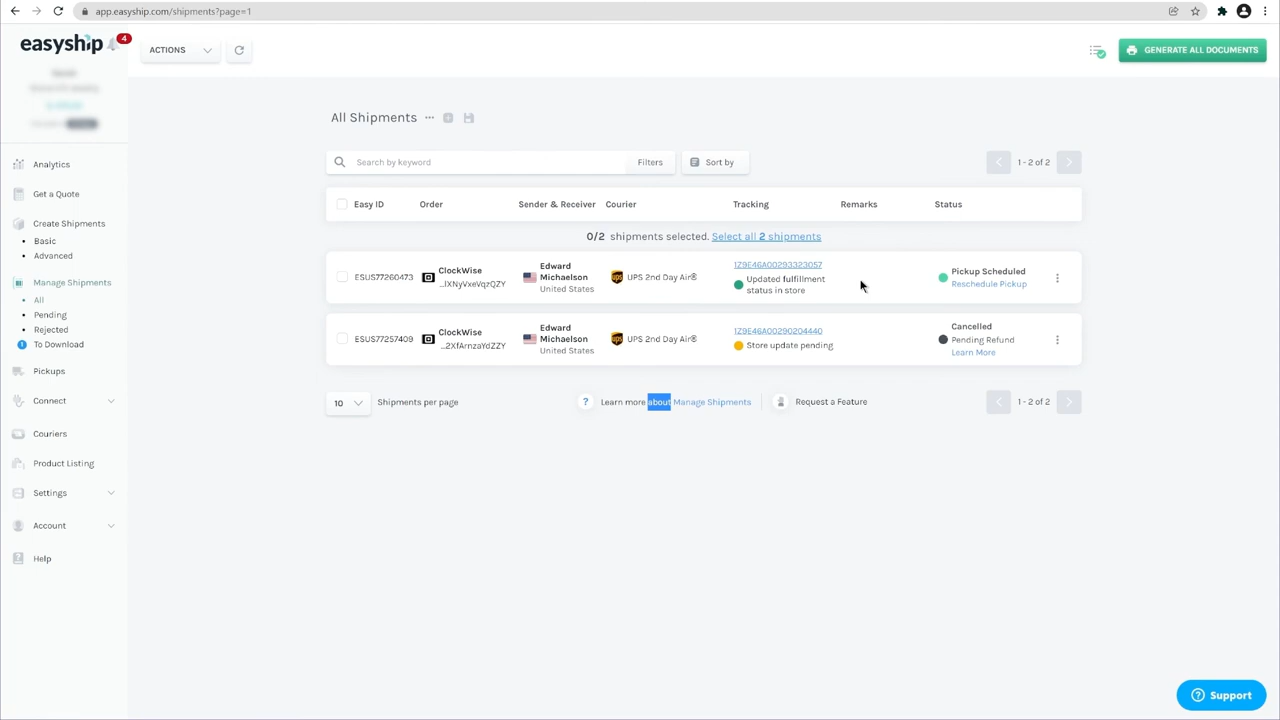 app.easyship.com/shipments?page=1
easyship
4
ACTIONS
GENERATE ALL DOCUMENTS
Analytics
Get a Quote
Create Shipments
Basic
Advanced
Manage Shipments
All
Pending
Rejected
1 To Download
Pickups
Connect
Couriers
Product Listing
Settings
Account
Help
All Shipments
Search by keyword
Filters
Sort by
1 - 2 of 2
Easy ID Order Sender & Receiver Courier Tracking Remarks Status
0/2 shipments selected. Select all 2 shipments
ESUS77260473
ClockWise
...IXNyVxeVqzQZY
Edward
Michaelson
United States
UPS 2nd Day Air®
1Z9E46A00293323057
Updated fulfillment
status in store
Pickup Scheduled
Reschedule Pickup
ESUS77257409
ClockWise
...2XfArnzaYdZZY
Edward
Michaelson
United States
UPS 2nd Day Air®
1Z9E46A00290204440
Store update pending
Cancelled
Pending Refund
Learn More
10 Shipments per page
? Learn more about Manage Shipments
Request a Feature
1 - 2 of 2
? Support